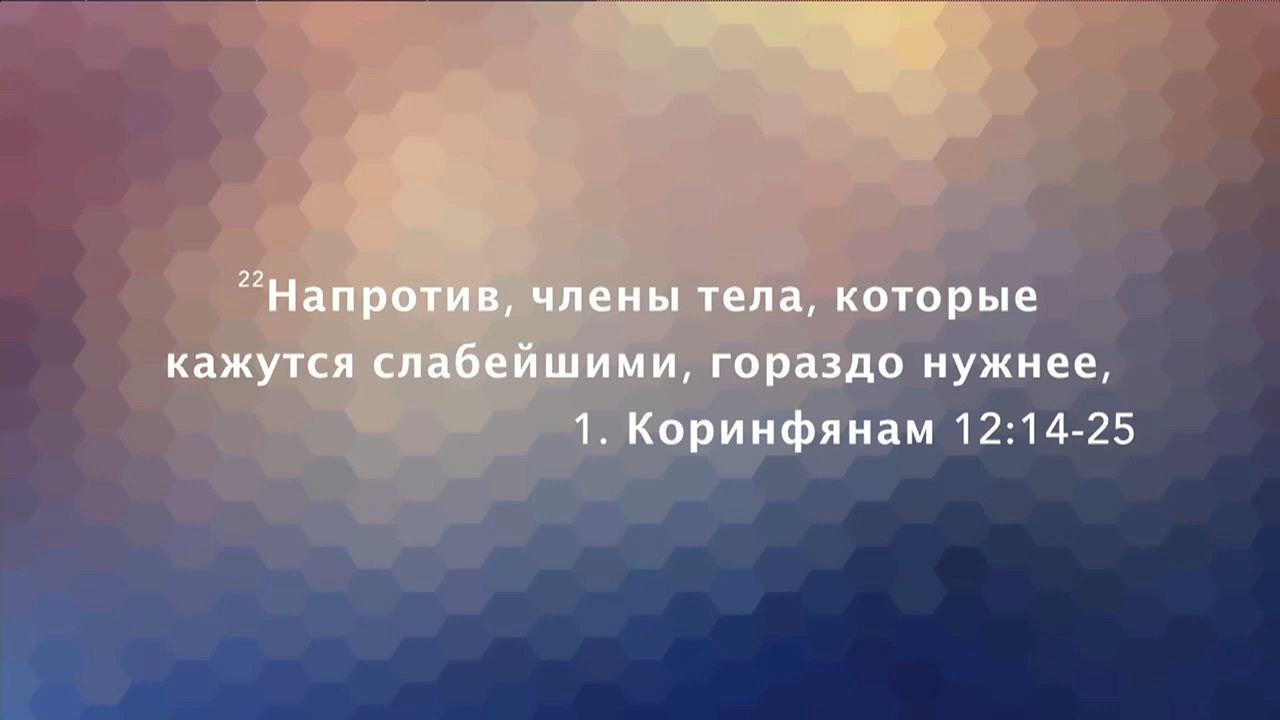 ²²Напротив, члены тела, которые
кажутся слабейшими, гораздо нужнее,
1. Коринфянам 12:14-25